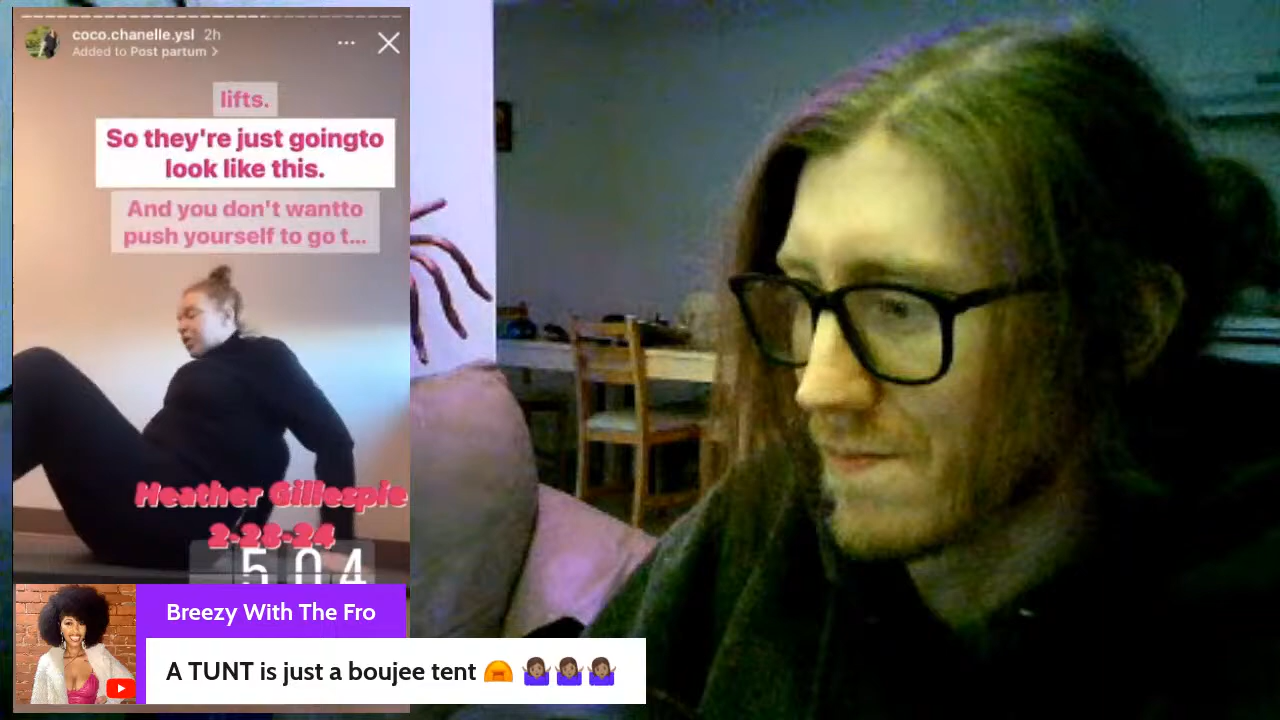 coco.chanelle.ysl 2h
Added to Post partum >
lifts.
So they're just goingto
look like this.
And you don't wantto
push yourself to go t...
Heather Gillespie
2-28-24
5 04
Breezy With The Fro
A TUNT is just a boujee tent